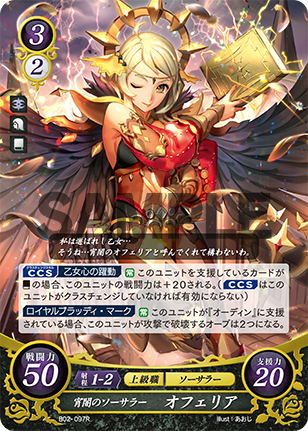 3
2
SAMPLE
私は選ばれし乙女…
そうね…宵闇のオフェリアと呼んでくれて構わないわ。
CCS 乙女心の躍動 常 このユニットを支援しているカードが
の場合、このユニットの戦闘力は+20される。（CCSはこの
ユニットがクラスチェンジしていなければ有効にならない）
ロイヤルブラッディ・マーク 常 このユニットが『オーディン』に支援
されている場合、このユニットが攻撃で破壊するオーブは2つになる。
戦闘力 50 射程 1-2 上級職 ソーサラー 支援力 20
宵闇のソーサラー オフェリア
B02-097R Illust：あおじ